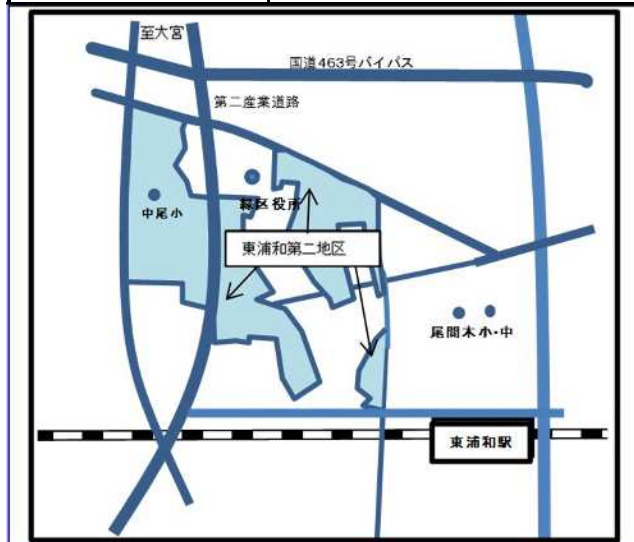 至大宮
国道463号バイパス
第二産業道路
中尾小
緑区役所
東浦和第二地区
尾間木小・中
東浦和駅